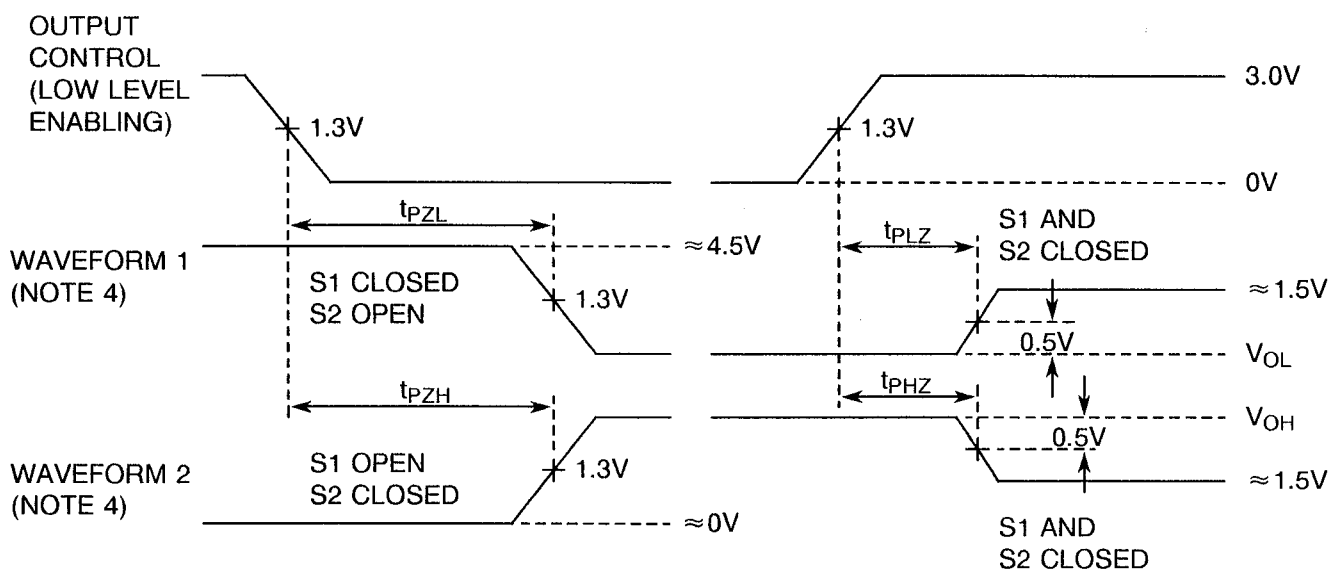 OUTPUT
CONTROL
(LOW LEVEL
ENABLING)
1.3V
1.3V
3.0V
0V
tPZL
tPLZ
S1 AND
S2 CLOSED
WAVEFORM 1
(NOTE 4)
S1 CLOSED
S2 OPEN
≈4.5V
1.3V
≈1.5V
0.5V
VOL
tPZH
tPHZ
VOH
0.5V
WAVEFORM 2
(NOTE 4)
S1 OPEN
S2 CLOSED
1.3V
≈0V
≈1.5V
S1 AND
S2 CLOSED